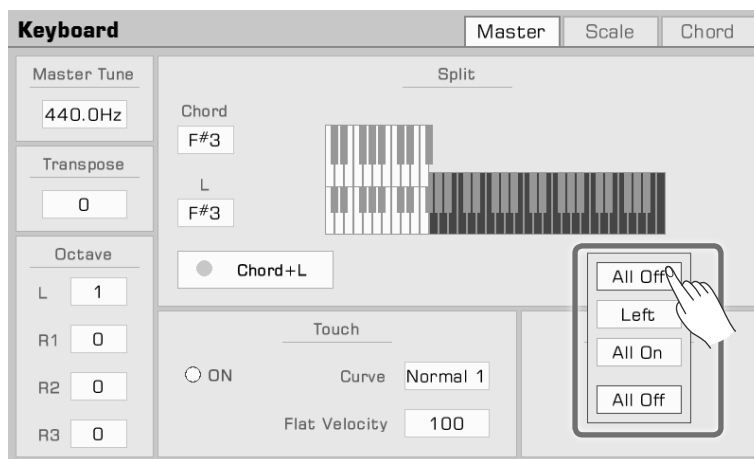 Keyboard
Master Scale Chord
Master Tune
440.0Hz
Transpose
0
Octave
L 1
R1 0
R2 0
R3 0
Split
Chord
F#3
L
F#3
Chord+L
Touch
ON
Curve Normal 1
Flat Velocity 100
All Off
Left
All On
All Off